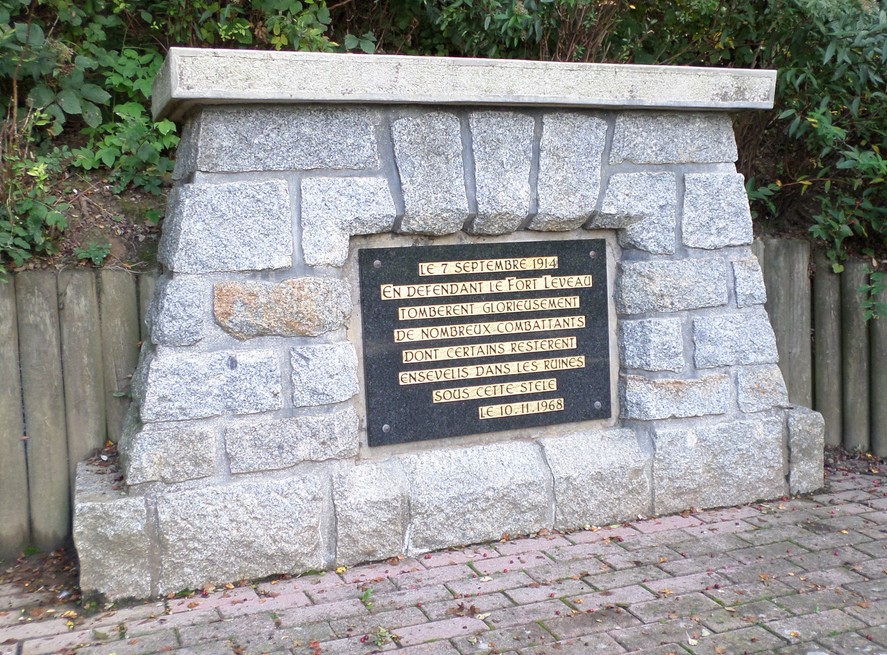 LE 7 SEPTEMBRE 1914
EN DEFENDANT LE FORT LEVEAU
TOMBERENT GLORIEUSEMENT
DE NOMBREUX COMBATTANTS
DONT CERTAINS RESTERENT
ENSEVELIS DANS LES RUINES
SOUS CETTE STELE
LE 10.11.1968